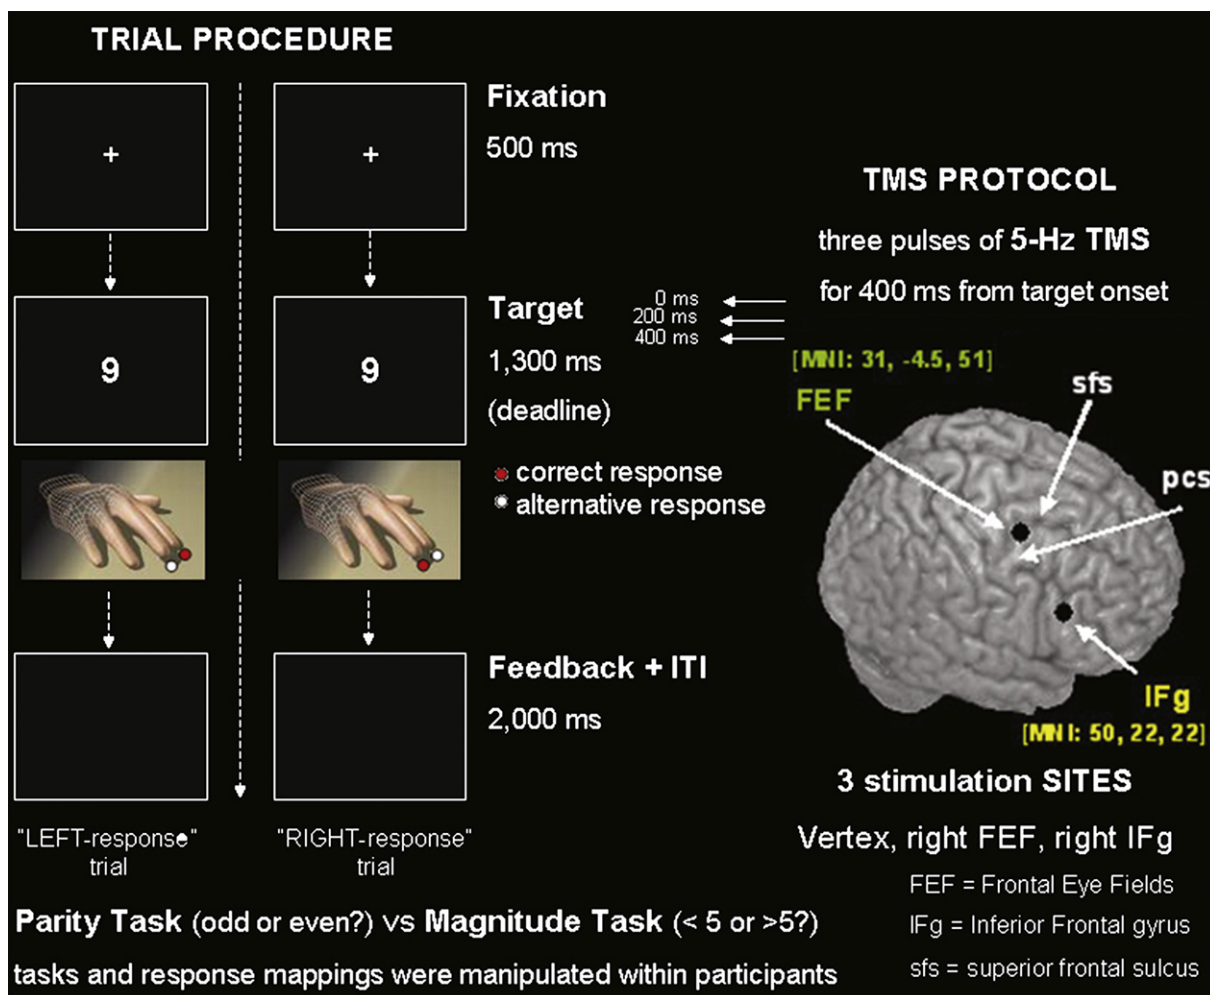 TRIAL PROCEDURE
+
+
Fixation
500 ms
9
9
Target
1,300 ms
(deadline)
correct response
alternative response
Feedback + ITI
2,000 ms
"LEFT-response"
trial
"RIGHT-response"
trial
Parity Task (odd or even?) vs Magnitude Task (< 5 or >5?)
tasks and response mappings were manipulated within participants
TMS PROTOCOL
three pulses of 5-Hz TMS
for 400 ms from target onset
0 ms
200 ms
400 ms
[MNI: 31, -4.5, 51]
FEF
sfs
pcs
IFg
[MNI: 50, 22, 22]
3 stimulation SITES
Vertex, right FEF, right IFg
FEF = Frontal Eye Fields
IFg = Inferior Frontal gyrus
sfs = superior frontal sulcus